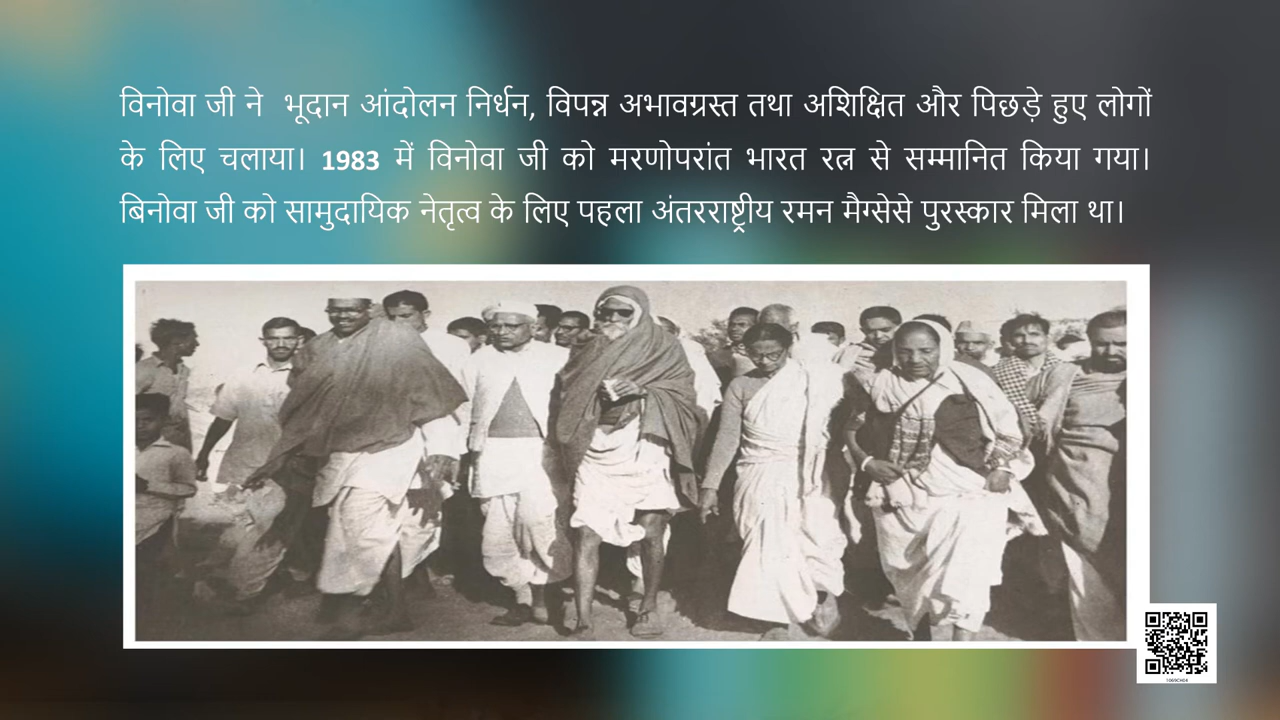 विनोवा जी ने भूदान आंदोलन निर्धन, विपन्न अभावग्रस्त तथा अशिक्षित और पिछड़े हुए लोगों
के लिए चलाया। 1983 में विनोवा जी को मरणोपरांत भारत रत्न से सम्मानित किया गया।
बिनोवा जी को सामुदायिक नेतृत्व के लिए पहला अंतरराष्ट्रीय रमन मैग्सेसे पुरस्कार मिला था।